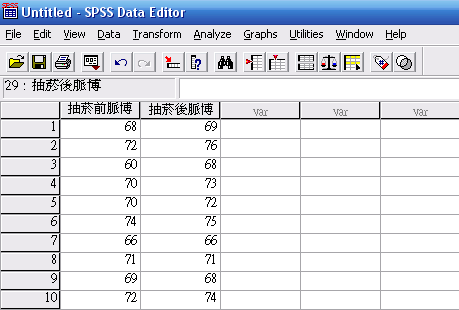 Untitled - SPSS Data Editor
File Edit View Data Transform Analyze Graphs Utilities Window Help
29 : 抽菸後脈博
抽菸前脈博 抽菸後脈博 var var var
1 68 69
2 72 76
3 60 68
4 70 73
5 70 72
6 74 75
7 66 66
8 71 71
9 69 68
10 72 74